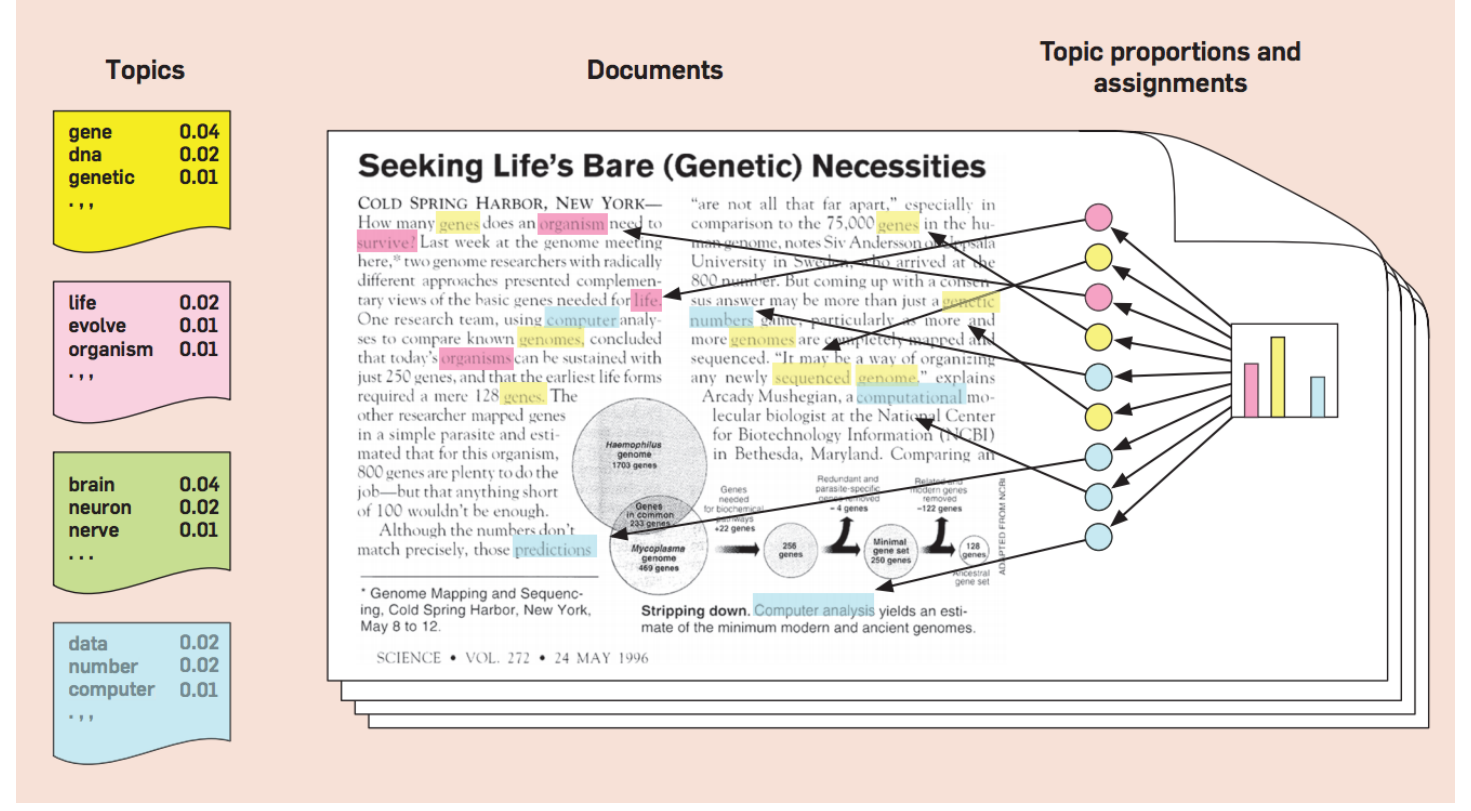 Topics
gene 0.04
dna 0.02
genetic 0.01
. , ,
life 0.02
evolve 0.01
organism 0.01
. , ,
brain 0.04
neuron 0.02
nerve 0.01
. . .
data 0.02
number 0.02
computer 0.01
. , ,
Documents
Seeking Life's Bare (Genetic) Necessities
COLD SPRING HARBOR, NEW YORK—
How many genes does an organism need to
survive? Last week at the genome meeting
here,* two genome researchers with radically
different approaches presented complemen-
tary views of the basic genes needed for life.
One research team, using computer analy-
ses to compare known genomes, concluded
that today's organisms can be sustained with
just 250 genes, and that the earliest life forms
required a mere 128 genes. The
other researcher mapped genes
in a simple parasite and esti-
mated that for this organism,
800 genes are plenty to do the
job—but that anything short
of 100 wouldn't be enough.
Although the numbers don't
match precisely, those predictions
* Genome Mapping and Sequenc-
ing, Cold Spring Harbor, New York,
May 8 to 12.
SCIENCE • VOL. 272 • 24 MAY 1996
"are not all that far apart," especially in
comparison to the 75,000 genes in the hu-
man genome, notes Siv Andersson of Uppsala
University in Sweden, who arrived at the
800 number. But coming up with a consen-
sus answer may be more than just a genetic
numbers game, particularly as more and
more genomes are completely mapped and
sequenced. "It may be a way of organizing
any newly sequenced genome," explains
Arcady Mushegian, a computational mo-
lecular biologist at the National Center
for Biotechnology Information (NCBI)
in Bethesda, Maryland. Comparing an
Haemophilus
genome
1703 genes
Genes
in common
233 genes
Mycoplasma
genome
469 genes
Genes
needed
for biochemical
pathways
+22 genes
256
genes
Redundant and
parasite-specific
genes removed
– 4 genes
Minimal
gene set
250 genes
Related and
modern genes
removed
–122 genes
128
genes
Ancestral
gene set
ADAPTED FROM NCBI
Stripping down. Computer analysis yields an esti-
mate of the minimum modern and ancient genomes.
Topic proportions and
assignments